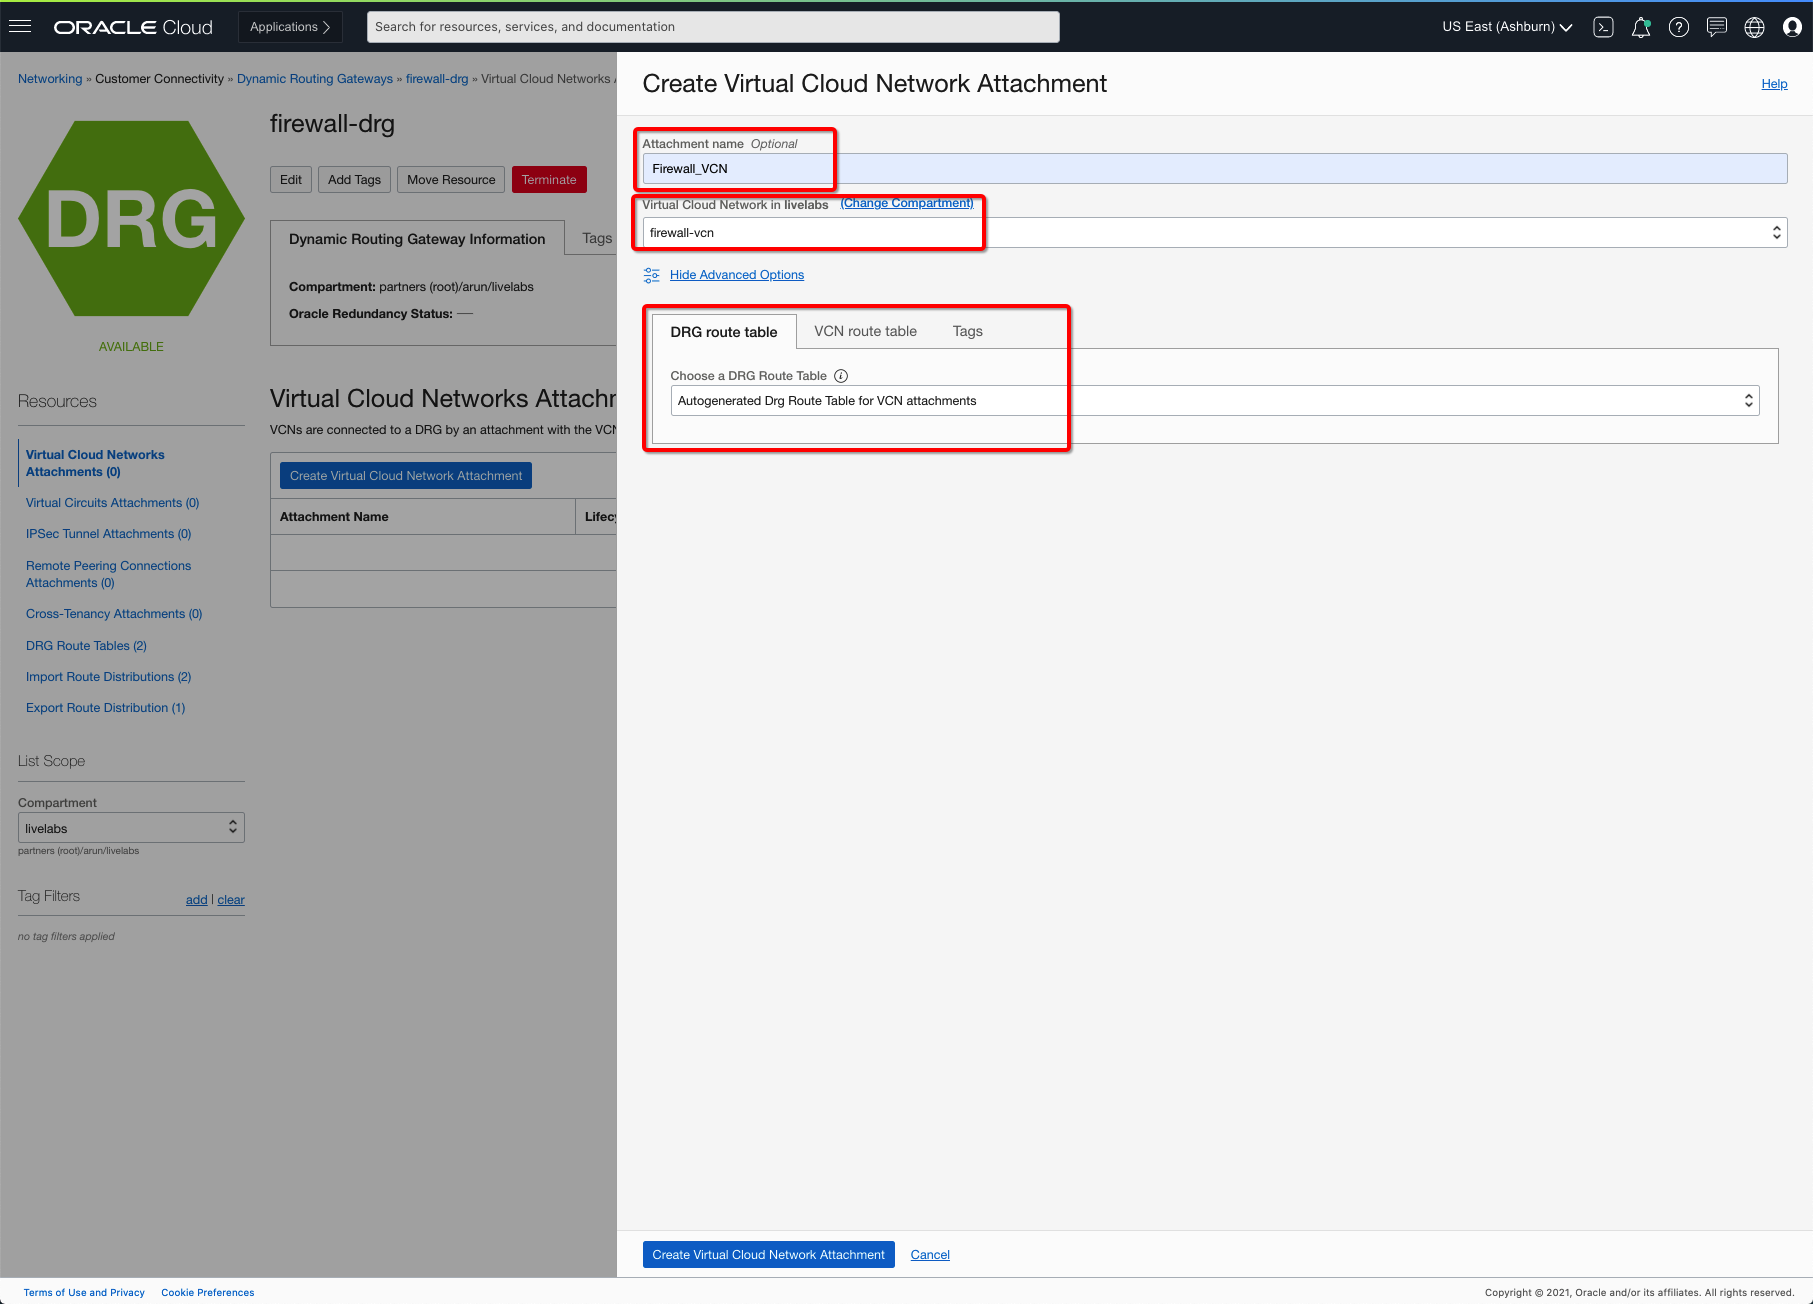 ORACLE Cloud
Applications
Search for resources, services, and documentation
US East (Ashburn)
Networking » Customer Connectivity » Dynamic Routing Gateways » firewall-drg » Virtual Cloud Networks
DRG
AVAILABLE
firewall-drg
Edit Add Tags Move Resource Terminate
Dynamic Routing Gateway Information Tags
Compartment: partners (root)/arun/livelabs
Oracle Redundancy Status: —
Resources
Virtual Cloud Networks
Attachments (0)
Virtual Circuits Attachments (0)
IPSec Tunnel Attachments (0)
Remote Peering Connections
Attachments (0)
Cross-Tenancy Attachments (0)
DRG Route Tables (2)
Import Route Distributions (2)
Export Route Distribution (1)
List Scope
Compartment
livelabs
partners (root)/arun/livelabs
Tag Filters
add | clear
no tag filters applied
Virtual Cloud Networks Attachm
VCNs are connected to a DRG by an attachment with the VCN
Create Virtual Cloud Network Attachment
Attachment Name Lifecy
Create Virtual Cloud Network Attachment
Help
Attachment name Optional
Firewall_VCN
Virtual Cloud Network in livelabs (Change Compartment)
firewall-vcn
Hide Advanced Options
DRG route table VCN route table Tags
Choose a DRG Route Table
Autogenerated Drg Route Table for VCN attachments
Create Virtual Cloud Network Attachment Cancel
Terms of Use and Privacy Cookie Preferences
Copyright © 2021, Oracle and/or its affiliates. All rights reserved.